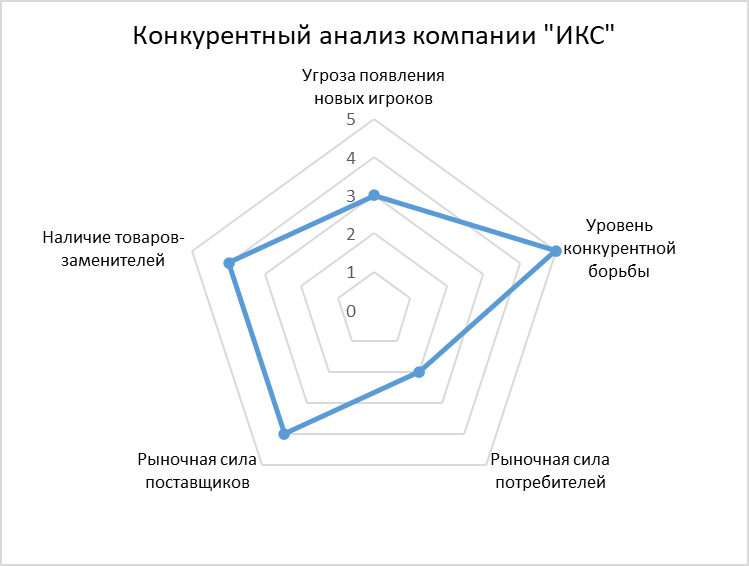 Конкурентный анализ компании "ИКС"
Угроза появления
новых игроков
5
4
3
2
1
0
Уровень
конкурентной
борьбы
Наличие товаров-
заменителей
Рыночная сила
поставщиков
Рыночная сила
потребителей